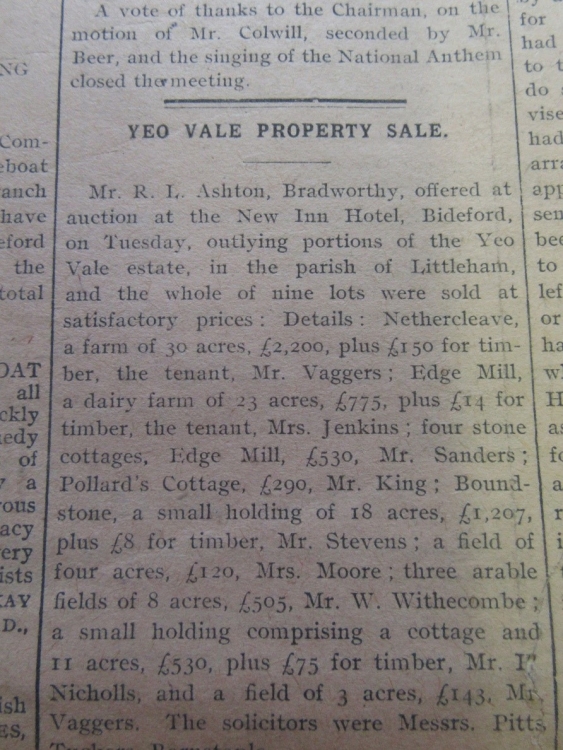 A vote of thanks to the Chairman, on the
motion of Mr. Colwill, seconded by Mr.
Beer, and the singing of the National Anthem
closed the meeting.
YEO VALE PROPERTY SALE.
Mr. R. L. Ashton, Bradworthy, offered at
auction at the New Inn Hotel, Bideford,
on Tuesday, outlying portions of the Yeo
Vale estate, in the parish of Littleham,
and the whole of nine lots were sold at
satisfactory prices: Details: Nethercleave,
a farm of 30 acres, £2,200, plus £150 for tim-
ber, the tenant, Mr. Vaggers; Edge Mill,
a dairy farm of 23 acres, £775, plus £14 for
timber, the tenant, Mrs. Jenkins; four stone
cottages, Edge Mill, £530, Mr. Sanders;
Pollard's Cottage, £290, Mr. King; Bound-
stone, a small holding of 18 acres, £1,207,
plus £8 for timber, Mr. Stevens; a field of
four acres, £120, Mrs. Moore; three arable
fields of 8 acres, £505, Mr. W. Withecombe;
a small holding comprising a cottage and
11 acres, £530, plus £75 for timber, Mr.
Nicholls, and a field of 3 acres, £143, Mr.
Vaggers. The solicitors were Messrs. Pitts